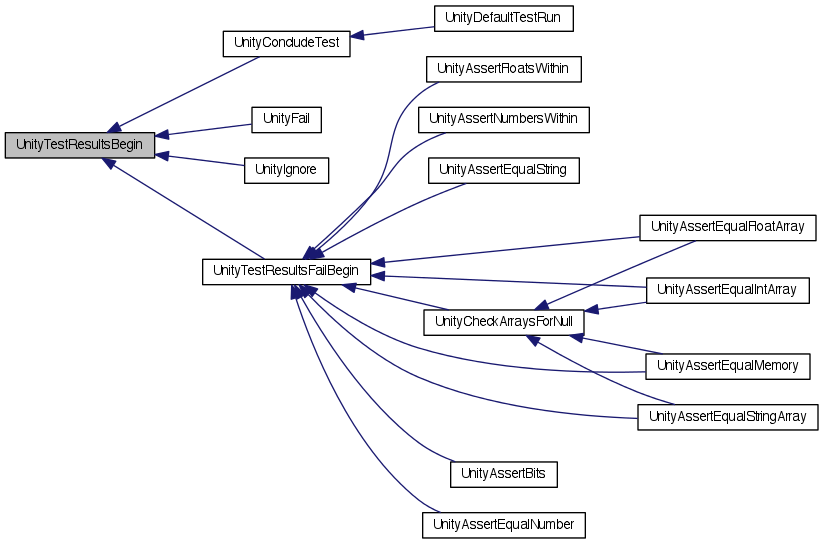 UnityDefaultTestRun
UnityConcludeTest
UnityAssertFloatsWithin
UnityFail
UnityAssertNumbersWithin
UnityTestResultsBegin
UnityIgnore
UnityAssertEqualString
UnityAssertEqualFloatArray
UnityTestResultsFailBegin
UnityAssertEqualIntArray
UnityCheckArraysForNull
UnityAssertEqualMemory
UnityAssertEqualStringArray
UnityAssertBits
UnityAssertEqualNumber